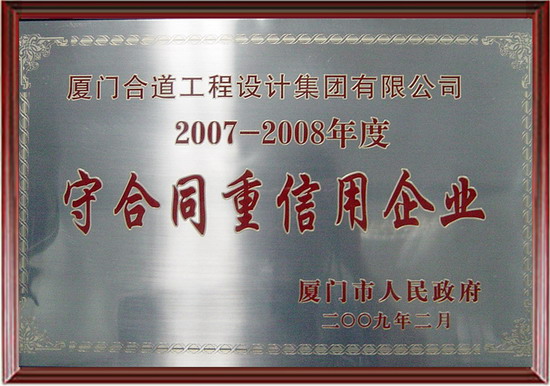 厦门合道工程设计集团有限公司
2007-2008年度
守合同重信用企业
厦门市人民政府
二〇〇九年二月